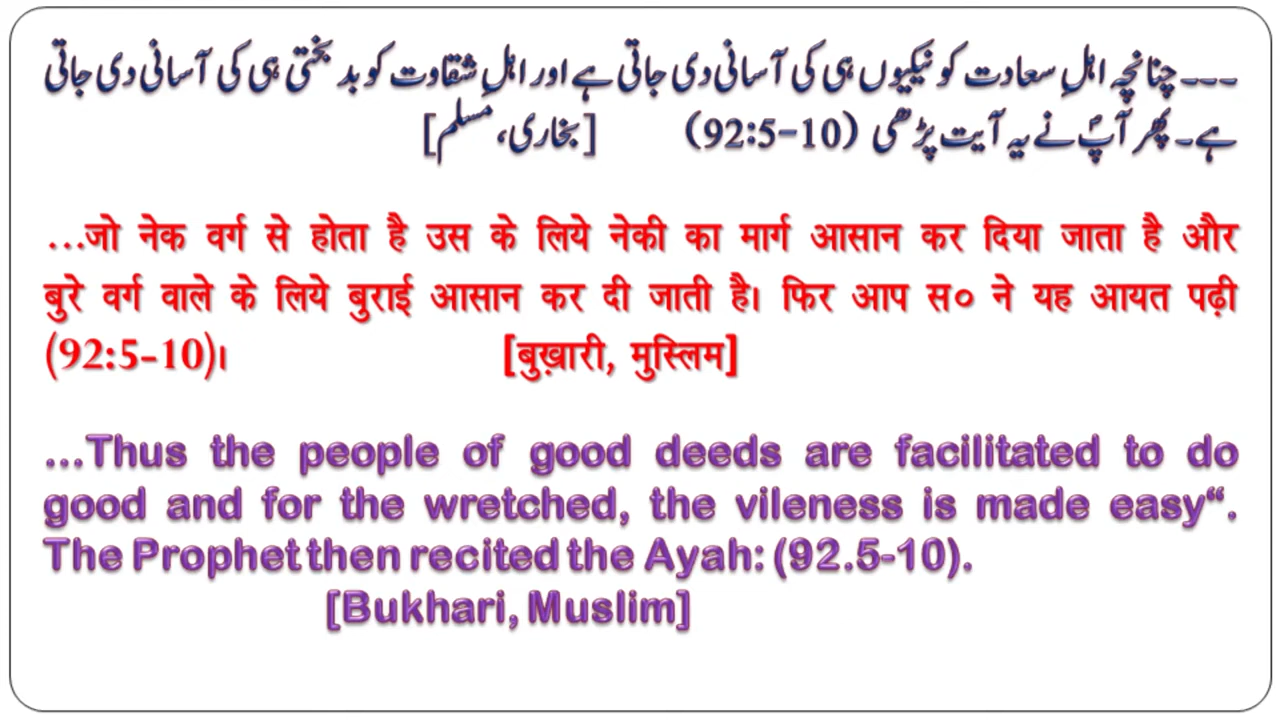 ۔۔۔ چنانچہ اہلِ سعادت کو نیکیوں ہی کی آسانی دی جاتی ہے اور اہلِ شقاوت کو بد بختی ہی کی آسانی دی جاتی
ہے۔ پھر آپؐ نے یہ آیت پڑھی (92:5-10) [بخاری، مسلم]
...जो नेक वर्ग से होता है उस के लिये नेकी का मार्ग आसान कर दिया जाता है और
बुरे वर्ग वाले के लिये बुराई आसान कर दी जाती है। फिर आप स० ने यह आयत पढ़ी
(92:5-10)। [बुख़ारी, मुस्लिम]
...Thus the people of good deeds are facilitated to do
good and for the wretched, the vileness is made easy“.
The Prophet then recited the Ayah: (92.5-10).
[Bukhari, Muslim]